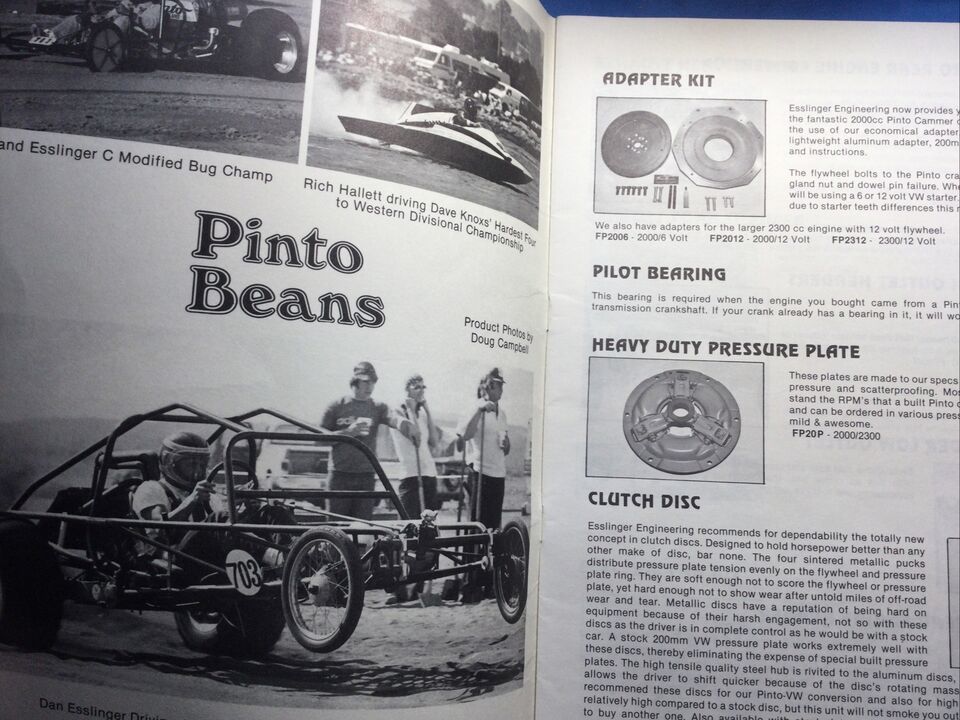 and Esslinger C Modified Bug Champ
Rich Hallett driving Dave Knoxs' Hardest Four
to Western Divisional Championship
Pinto
Beans
Product Photos by
Doug Campbell
703
Dan Esslinger
ADAPTER KIT
Esslinger Engineering now provides
the fantastic 2000cc Pinto Cammer
the use of our economical adapter
lightweight aluminum adapter, 200m
and instructions.
The flywheel bolts to the Pinto cra
gland nut and dowel pin failure. Whe
will be using a 6 or 12 volt VW starter.
due to starter teeth differences this
We also have adapters for the larger 2300 cc eingine with 12 volt flywheel.
FP2006 - 2000/6 Volt FP2012 - 2000/12 Volt FP2312 - 2300/12 Volt
PILOT BEARING
This bearing is required when the engine you bought came from a Pin
transmission crankshaft. If your crank already has a bearing in it, it will wo
HEAVY DUTY PRESSURE PLATE
These plates are made to our specs
pressure and scatterproofing. Mos
stand the RPM's that a built Pinto
and can be ordered in various pres
mild & awesome.
FP20P - 2000/2300
CLUTCH DISC
Esslinger Engineering recommends for dependability the totally new
concept in clutch discs. Designed to hold horsepower better than any
other make of disc, bar none. The four sintered metallic pucks
distribute pressure plate tension evenly on the flywheel and pressure
plate ring. They are soft enough not to score the flywheel or pressure
plate, yet hard enough not to show wear after untold miles of off-road
wear and tear. Metallic discs have a reputation of being hard on
equipment because of their harsh engagement, not so with these
discs as the driver is in complete control as he would be with a stock
car. A stock 200mm VW pressure plate works extremely well with
these discs, thereby eliminating the expense of special built pressure
plates. The high tensile quality steel hub is rivited to the aluminum discs,
allows the driver to shift quicker because of the disc's rotating mass
recommened these discs for our Pinto-VW conversion and also for high
relatively high compared to a stock disc, but this unit will not smoke you out
to buy another one. Also available